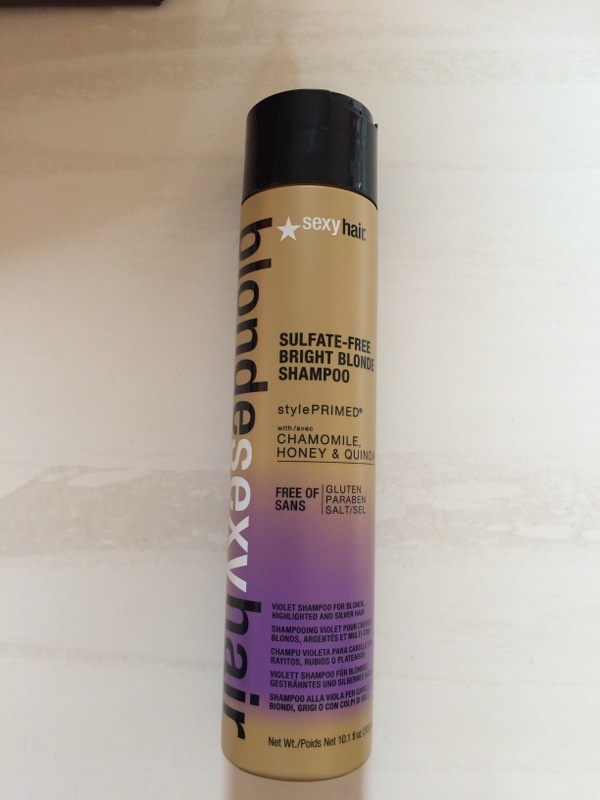 sexyhair.
blondesexyhair
SULFATE-FREE
BRIGHT BLONDE
SHAMPOO
stylePRIMED®
with/avec
CHAMOMILE,
HONEY & QUINOA
FREE OF
SANS
GLUTEN
PARABEN
SALT/SEL
VIOLET SHAMPOO FOR BLONDE,
HIGHLIGHTED AND SILVER HAIR
SHAMPOOING VIOLET POUR
BLONDS, ARGENTÉS ET
CHAMPU VIOLETA PARA CABELLO
RAYITOS, RUBIOS O PLATEADOS
VIOLETT SHAMPOO FÜR BLONDES,
GESTRÄHNTES UND SILBERNES
SHAMPOO ALLA VIOLA PER
BIONDI, GRIGI O CON COLPI DI
Net Wt./Poids Net 10.1 fl oz